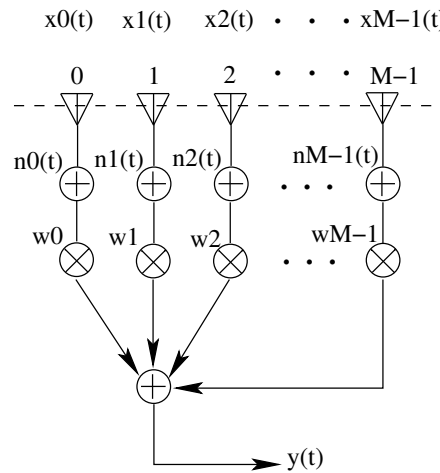 x0(t) x1(t) x2(t) · · · xM−1(t)
0 1 2 · · · M−1
n0(t) n1(t) n2(t) nM−1(t)
· · ·
w0 w1 w2 wM−1
· · ·
y(t)